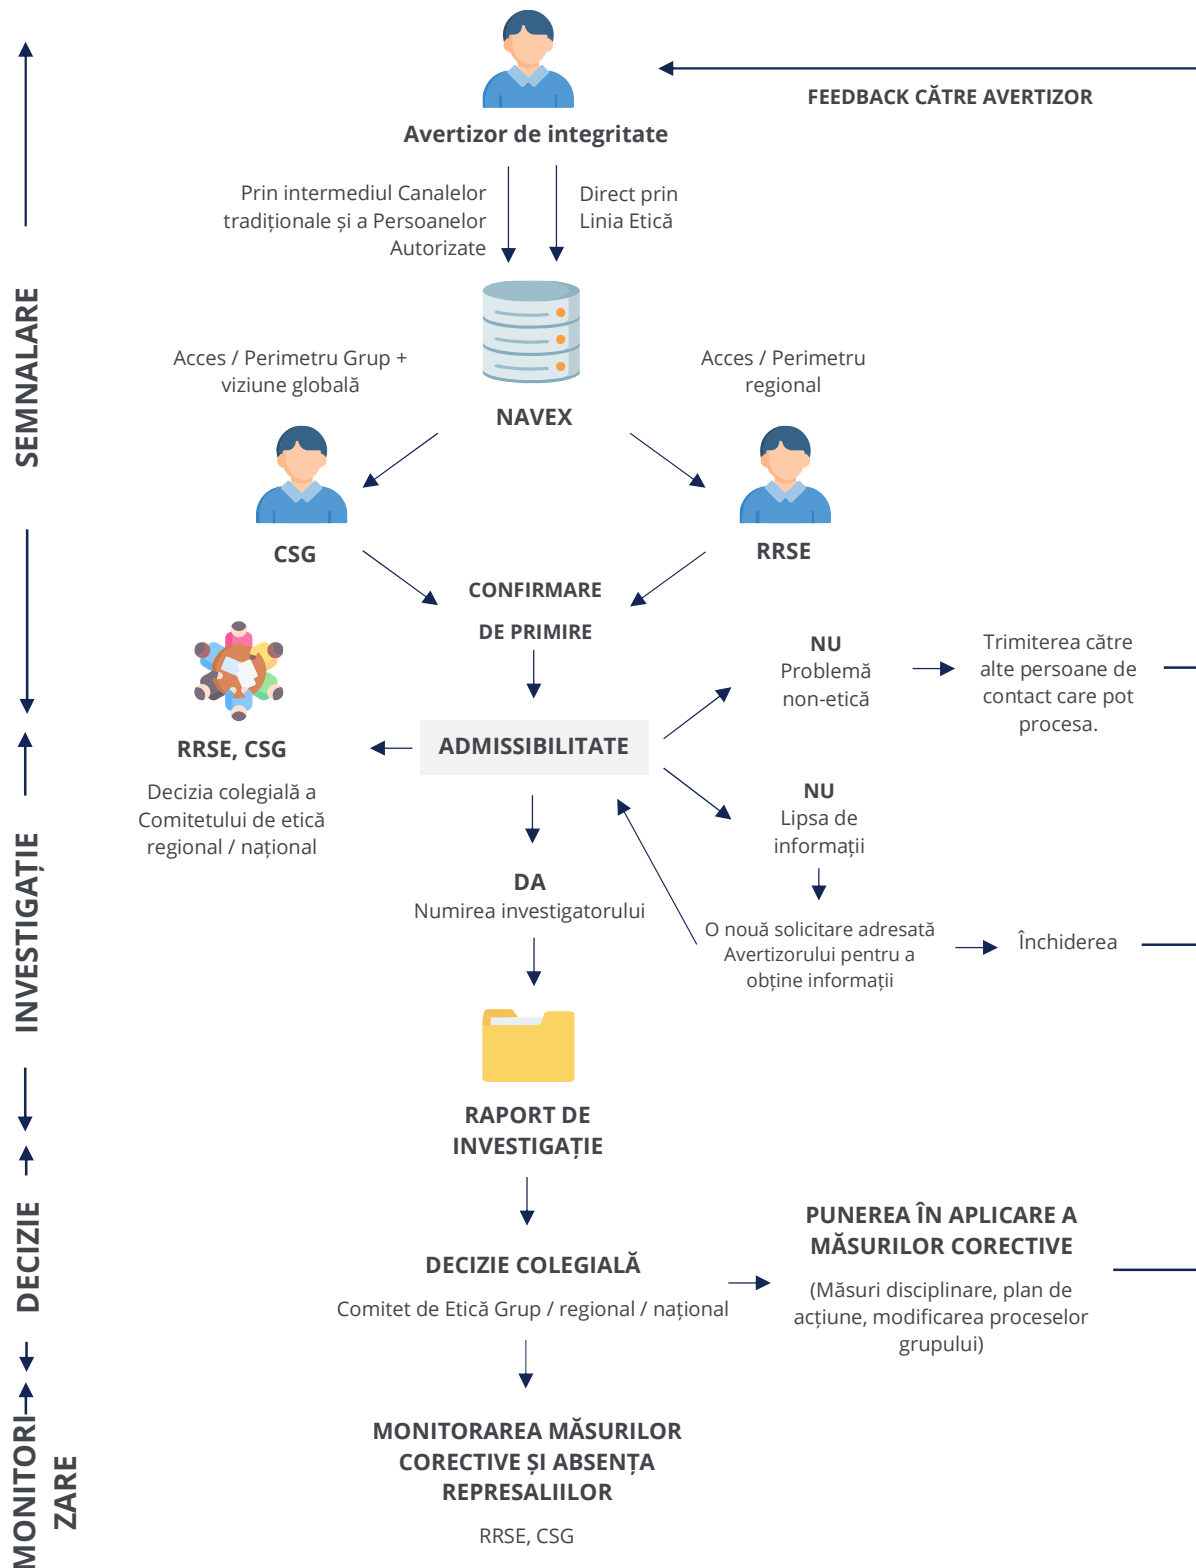 FEEDBACK CĂTRE AVERTIZOR
Avertizor de integritate
Prin intermediul Canalelor
tradiționale și a Persoanelor
Autorizate
Direct prin
Linia Etică
SEMNALARE
Acces / Perimetru Grup +
viziune globală
Acces / Perimetru
regional
NAVEX
CSG
RRSE
CONFIRMARE
DE PRIMIRE
NU
Problemă
non-etică
Trimiterea către
alte persoane de
contact care pot
procesa.
ADMISSIBILITATE
RRSE, CSG
Decizia colegială a
Comitetului de etică
regional / național
NU
Lipsa de
informații
INVESTIGAȚIE
DA
Numirea investigatorului
O nouă solicitare adresată
Avertizorului pentru a
obține informații
Închiderea
RAPORT DE
INVESTIGAȚIE
DECIZIE
DECIZIE COLEGIALĂ
Comitet de Etică Grup / regional / național
PUNEREA ÎN APLICARE A
MĂSURILOR CORECTIVE
(Măsuri disciplinare, plan de
acțiune, modificarea proceselor
grupului)
MONITORI
ZARE
MONITORAREA MĂSURILOR
CORECTIVE ȘI ABSENȚA
REPRESALIILOR
RRSE, CSG